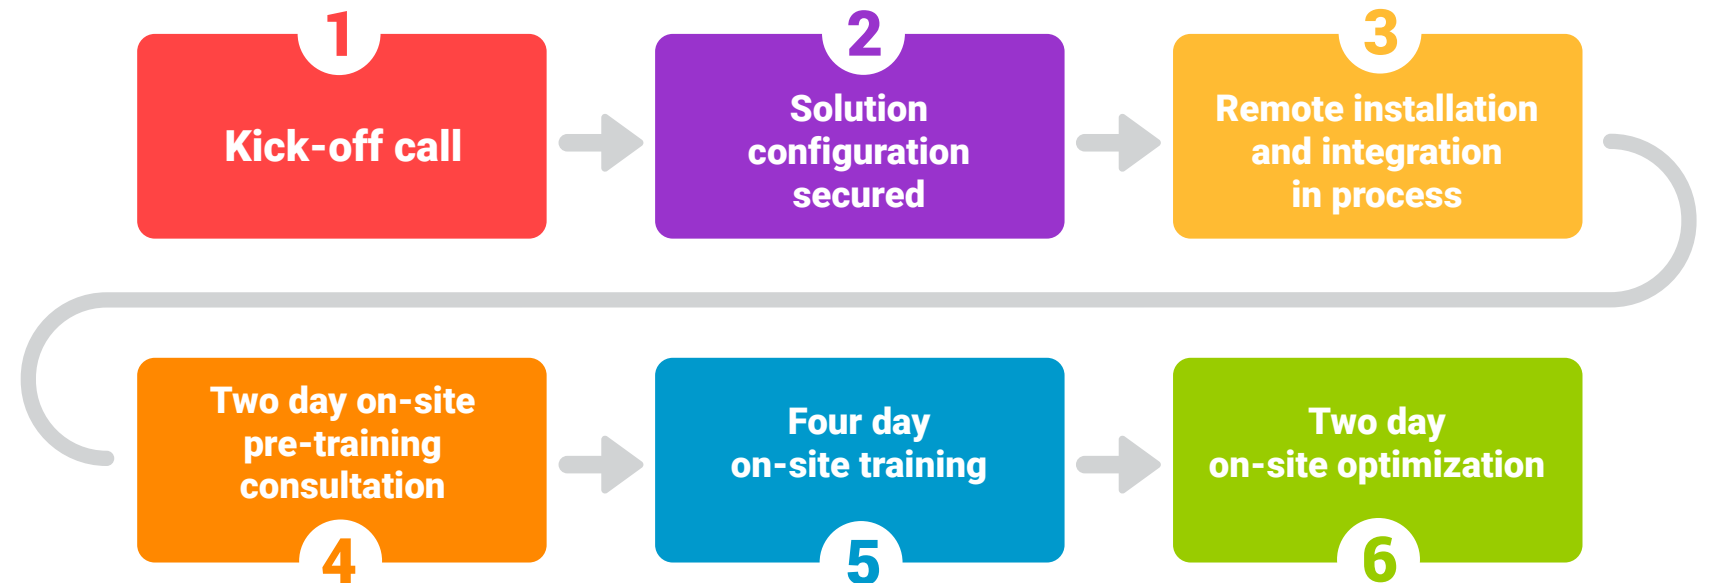 1
Kick-off call
2
Solution
configuration
secured
3
Remote installation
and integration
in process
Two day on-site
pre-training
consultation
4
Four day
on-site training
5
Two day
on-site optimization
6